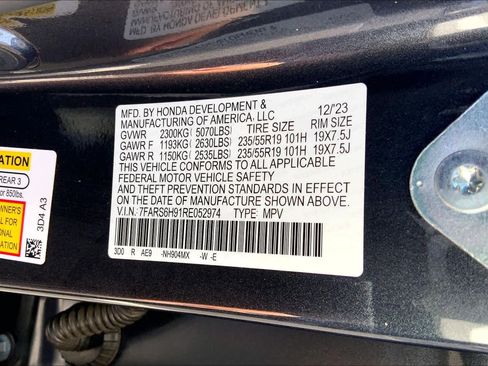 MFD. BY HONDA DEVELOPMENT & 12/'23
MANUFACTURING OF AMERICA, LLC
GVWR 2300KG( 5070LBS) TIRE SIZE RIM SIZE
GAWR F 1193KG( 2630LBS) 235/55R19 101H 19X7.5J
GAWR R 1150KG( 2535LBS) 235/55R19 101H 19X7.5J
THIS VEHICLE CONFORMS TO ALL APPLICABLE
FEDERAL MOTOR VEHICLE SAFETY
AND THEFT PREVENTION STANDARDS IN EFFECT
ON THE DATE OF MANUFACTURE SHOWN ABOVE.
V.I.N.: 7FARS6H91RE052974 TYPE: MPV
3D0 R AE9 -NH904MX -W -E
REAR 3
or 850lbs.
3D4 A3